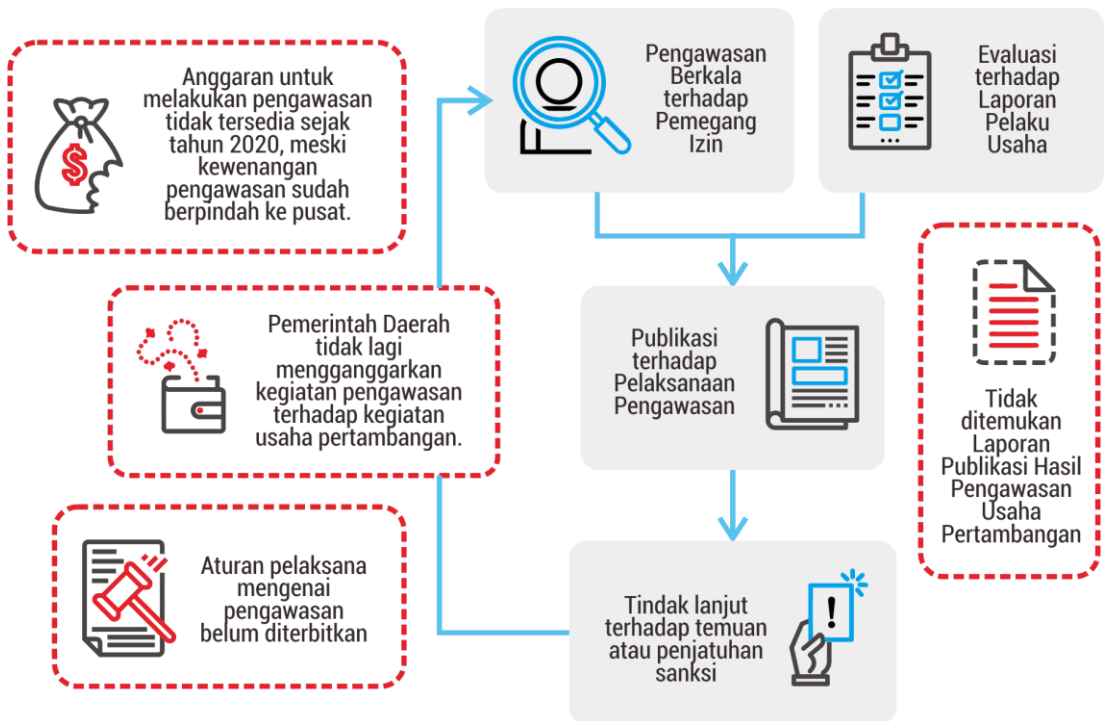 Anggaran untuk
melakukan pengawasan
tidak tersedia sejak
tahun 2020, meski
kewenangan
pengawasan sudah
berpindah ke pusat.
$
Pengawasan
Berkala
terhadap
Pemegang
Izin
Evaluasi
terhadap
Laporan
Pelaku
Usaha
Pemerintah Daerah
tidak lagi
mengganggarkan
kegiatan pengawasan
terhadap kegiatan
usaha pertambangan.
Publikasi
terhadap
Pelaksanaan
Pengawasan
Tidak
ditemukan
Laporan
Publikasi Hasil
Pengawasan
Usaha
Pertambangan
Aturan pelaksana
mengenai
pengawasan
belum diterbitkan
Tindak lanjut
terhadap temuan
atau penjatuhan
sanksi
!